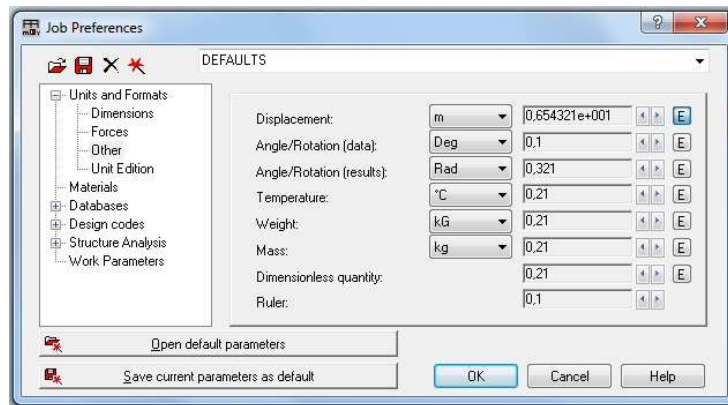 Job Preferences
DEFAULTS
Units and Formats
Dimensions
Forces
Other
Unit Edition
Materials
Databases
Design codes
Structure Analysis
Work Parameters
Displacement: m 0,654321e+001 E
Angle/Rotation (data): Deg 0,1 E
Angle/Rotation (results): Rad 0,321 E
Temperature: °C 0,21 E
Weight: kG 0,21 E
Mass: kg 0,21 E
Dimensionless quantity: 0,21 E
Ruler: 0,1
Open default parameters
Save current parameters as default
OK Cancel Help